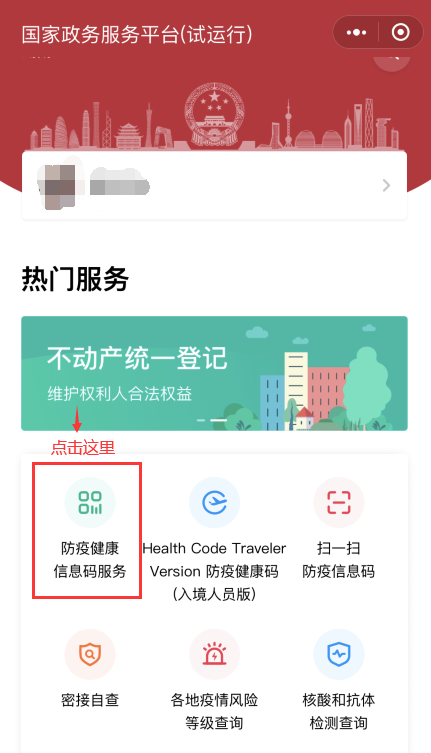 国家政务服务平台(试运行)
热门服务
不动产统一登记
维护权利人合法权益
点击这里
防疫健康
信息码服务
Health Code Traveler
Version 防疫健康码
(入境人员版)
扫一扫
防疫信息码
密接自查
各地疫情风险
等级查询
核酸和抗体
检测查询